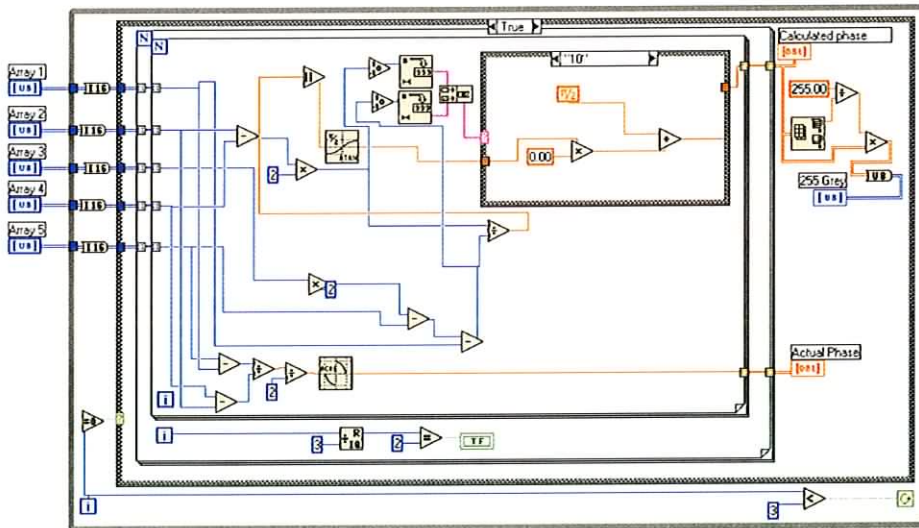 True
N
N
Calculated phase
[DBL]
Array 1
[U8]
I16
"10"
255.00
Array 2
[U8]
I16
ATAN
0.00
Array 3
[U8]
I16
2
U8
Array 4
[U8]
I16
255 Grey
[U8]
Array 5
[U8]
I16
2
Actual Phase
[DBL]
ACOS
2
i
=0
i
R
IQ
3
2
=
TF
i
<
3